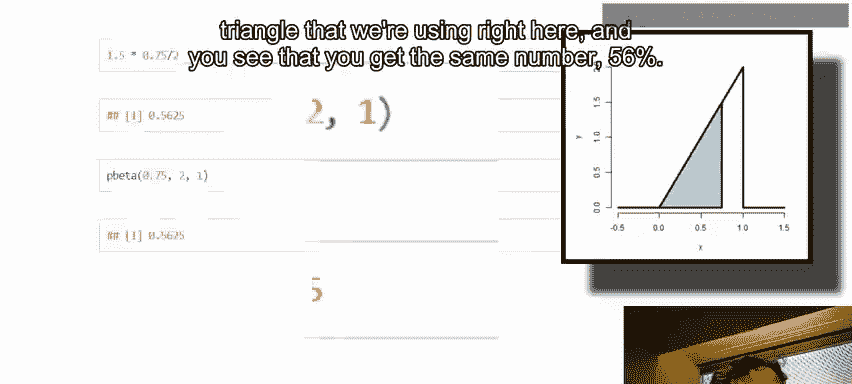 triangle that we're using right here, and
you see that you get the same number, 56%.
1.5 * 0.75/2
## [1] 0.5625
2, 1)
pbeta(0.75, 2, 1)
## [1] 0.5625
5
y
0.0
0.5
1.0
1.5
-0.5 0.0 0.5 1.0 1.5
x